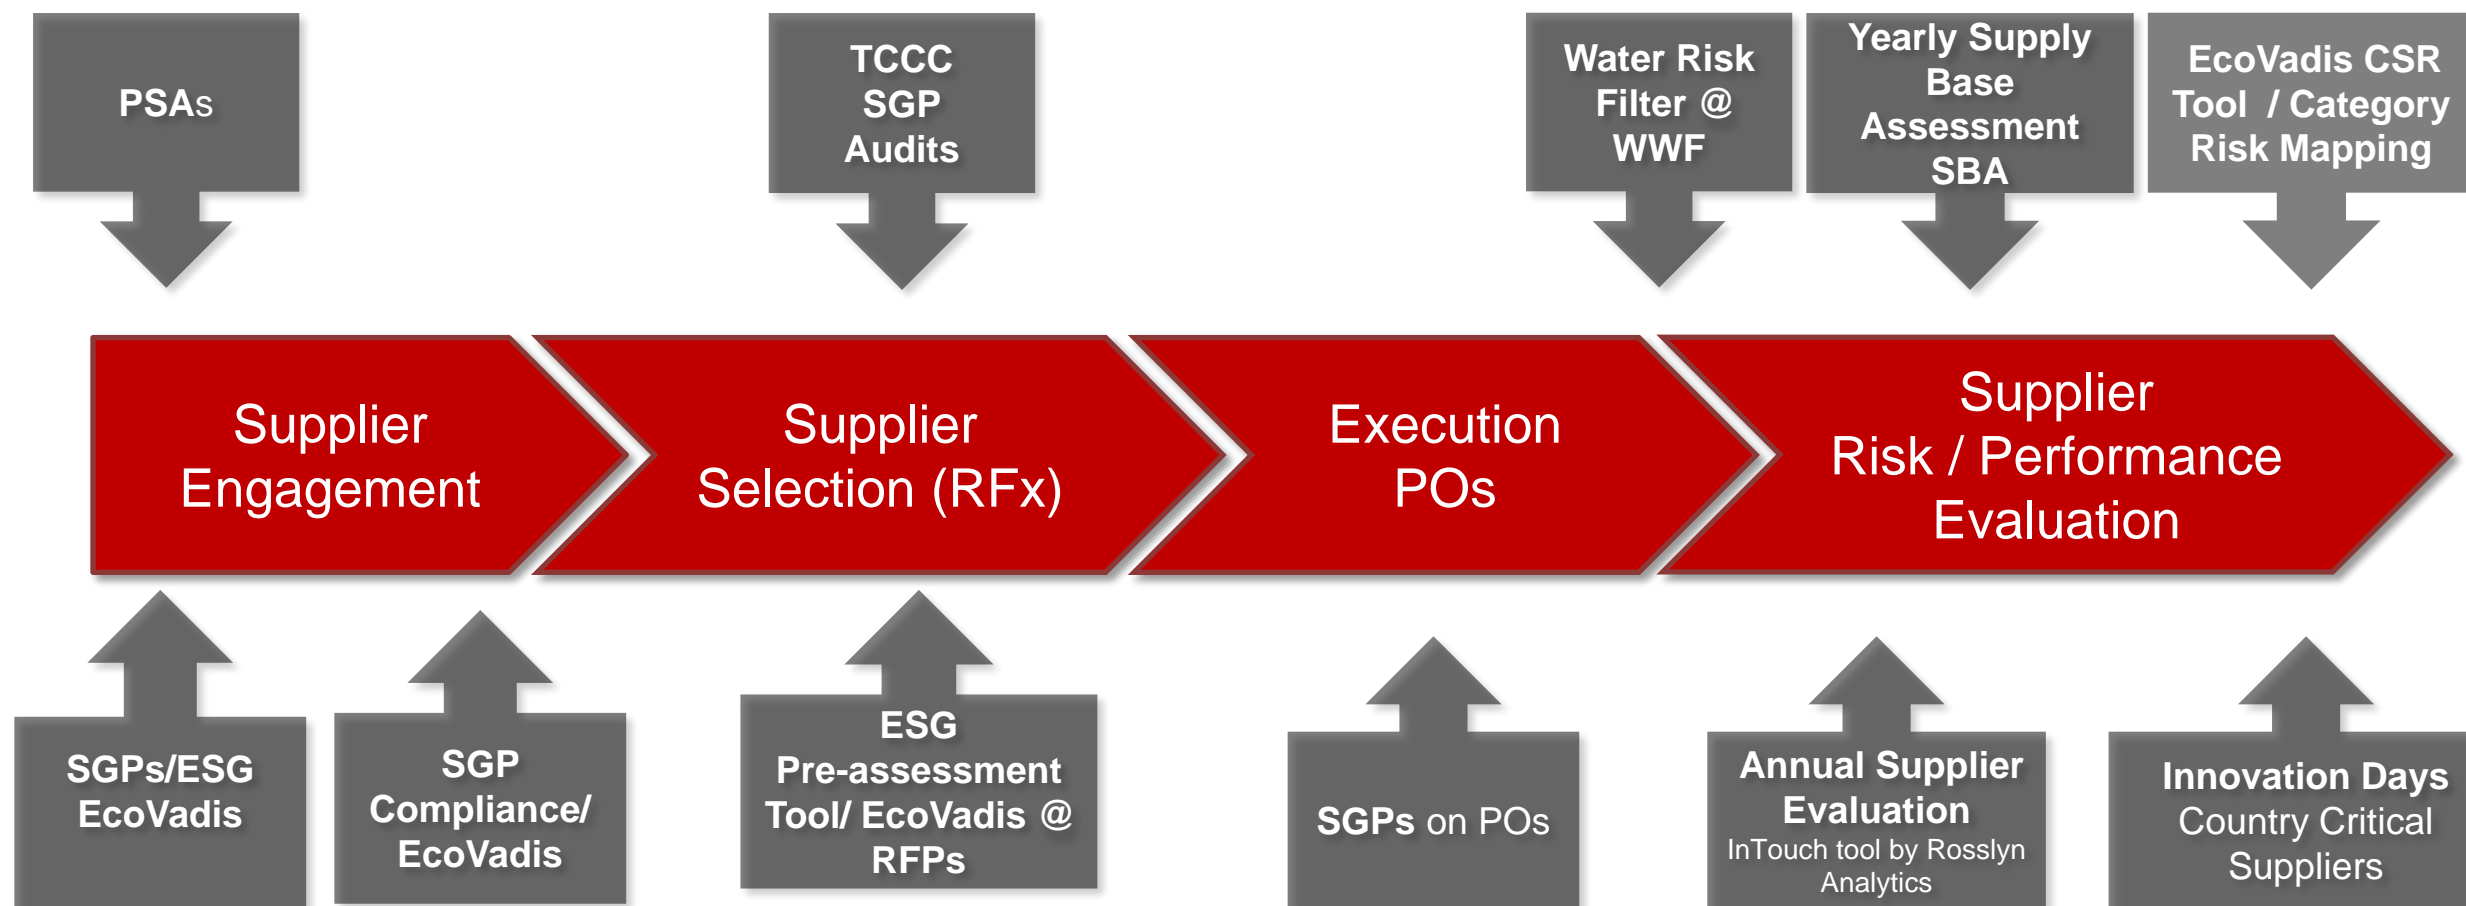 PSAs
TCCC
SGP
Audits
Water Risk
Filter @
WWF
Yearly Supply
Base
Assessment
SBA
EcoVadis CSR
Tool / Category
Risk Mapping
Supplier
Engagement
Supplier
Selection (RFx)
Execution
POs
Supplier
Risk / Performance
Evaluation
SGPs/ESG
EcoVadis
SGP
Compliance/
EcoVadis
ESG
Pre-assessment
Tool/ EcoVadis @
RFPs
SGPs on POs
Annual Supplier
Evaluation
InTouch tool by Rosslyn
Analytics
Innovation Days
Country Critical
Suppliers